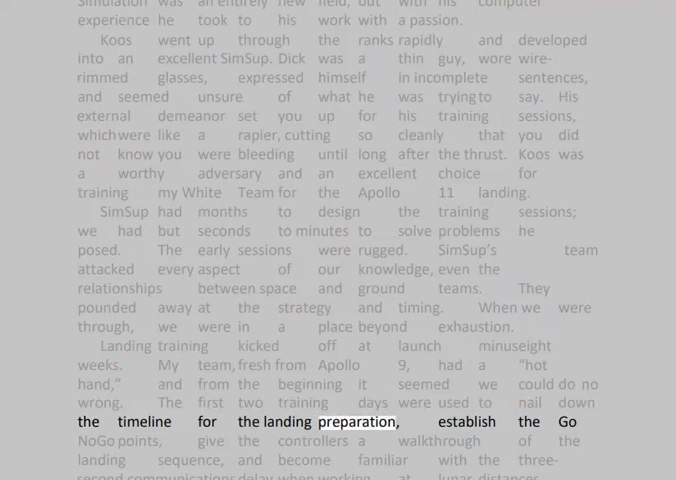 Simulation was an entirely new field, but with his computer
experience he took to his work with a passion.
Koos went up through the ranks rapidly and developed
into an excellent SimSup. Dick was a thin guy, wore wire-
rimmed glasses, expressed himself in incomplete sentences,
and seemed unsure of what he was trying to say. His
external demeanor set you up for his training sessions,
which were like a rapier, cutting so cleanly that you did
not know you were bleeding until long after the thrust. Koos was
a worthy adversary and an excellent choice for
training my White Team for the Apollo 11 landing.
SimSup had months to design the training sessions;
we had but seconds to minutes to solve problems he
posed. The early sessions were rugged. SimSup's team
attacked every aspect of our knowledge, even the
relationships between space and ground teams. They
pounded away at the strategy and timing. When we were
through, we were in a place beyond exhaustion.
Landing training kicked off at launch minus eight
weeks. My team, fresh from Apollo 9, had a "hot
hand," and from the beginning it seemed we could do no
wrong. The first two training days were used to nail down
the timeline for the landing preparation, establish the Go
NoGo points, give the controllers a walkthrough of the
landing sequence, and become familiar with the three-
second communications delay when working at lunar distances.